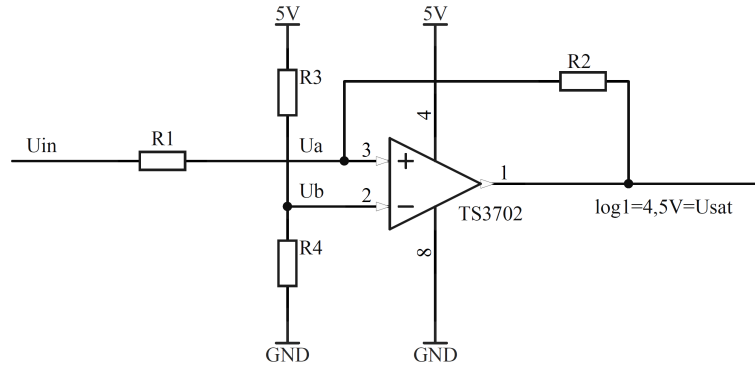 5V
5V
R3
R2
4
R1
Uin
Ua
3
+
1
Ub
2
−
TS3702
log1=4,5V=Usat
R4
8
GND
GND